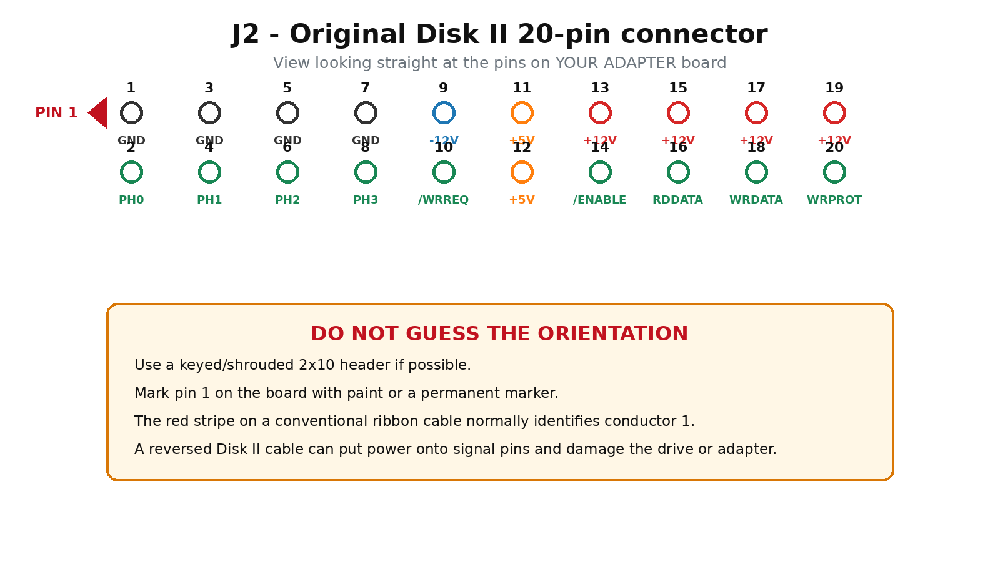 J2 - Original Disk II 20-pin connector
View looking straight at the pins on YOUR ADAPTER board
1 3 5 7 9 11 13 15 17 19
PIN 1
GND GND GND GND -12V +5V +12V +12V +12V +12V
2 4 6 8 10 12 14 16 18 20
PH0 PH1 PH2 PH3 /WRREQ +5V /ENABLE RDDATA WRDATA WRPROT
DO NOT GUESS THE ORIENTATION
Use a keyed/shrouded 2x10 header if possible.
Mark pin 1 on the board with paint or a permanent marker.
The red stripe on a conventional ribbon cable normally identifies conductor 1.
A reversed Disk II cable can put power onto signal pins and damage the drive or adapter.